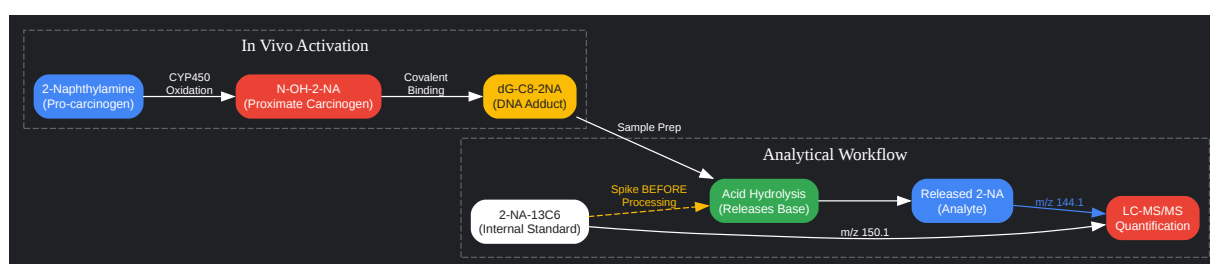 In Vivo Activation
2-Naphthylamine
(Pro-carcinogen)
CYP450
Oxidation
N-OH-2-NA
(Proximate Carcinogen)
Covalent
Binding
dG-C8-2NA
(DNA Adduct)
Sample Prep
Analytical Workflow
2-NA-13C6
(Internal Standard)
Spike BEFORE
Processing
Acid Hydrolysis
(Releases Base)
Released 2-NA
(Analyte)
m/z 144.1
m/z 150.1
LC-MS/MS
Quantification